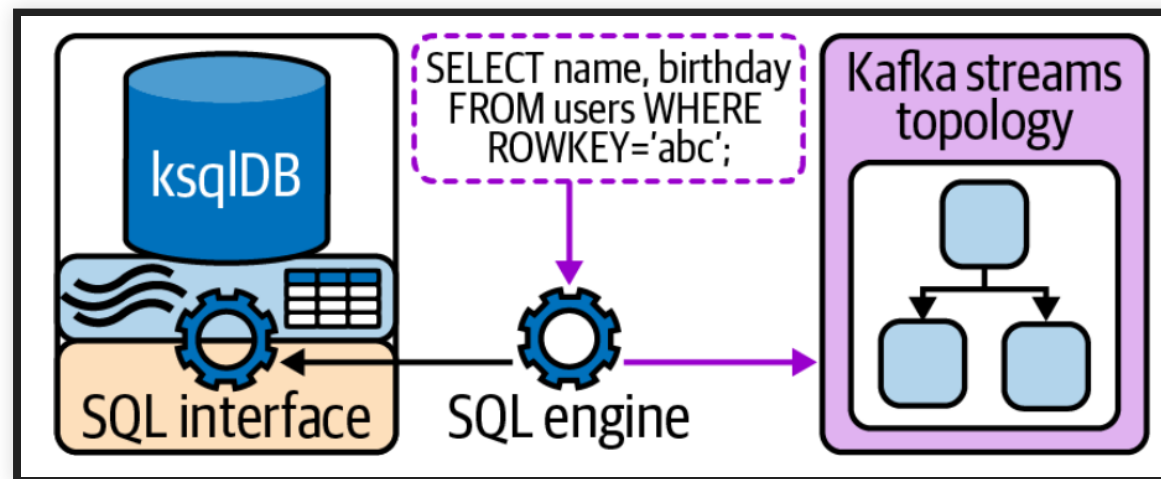 ksqlDB
SQL interface
SELECT name, birthday
FROM users WHERE
ROWKEY=’abc’;
SQL engine
Kafka streams
topology